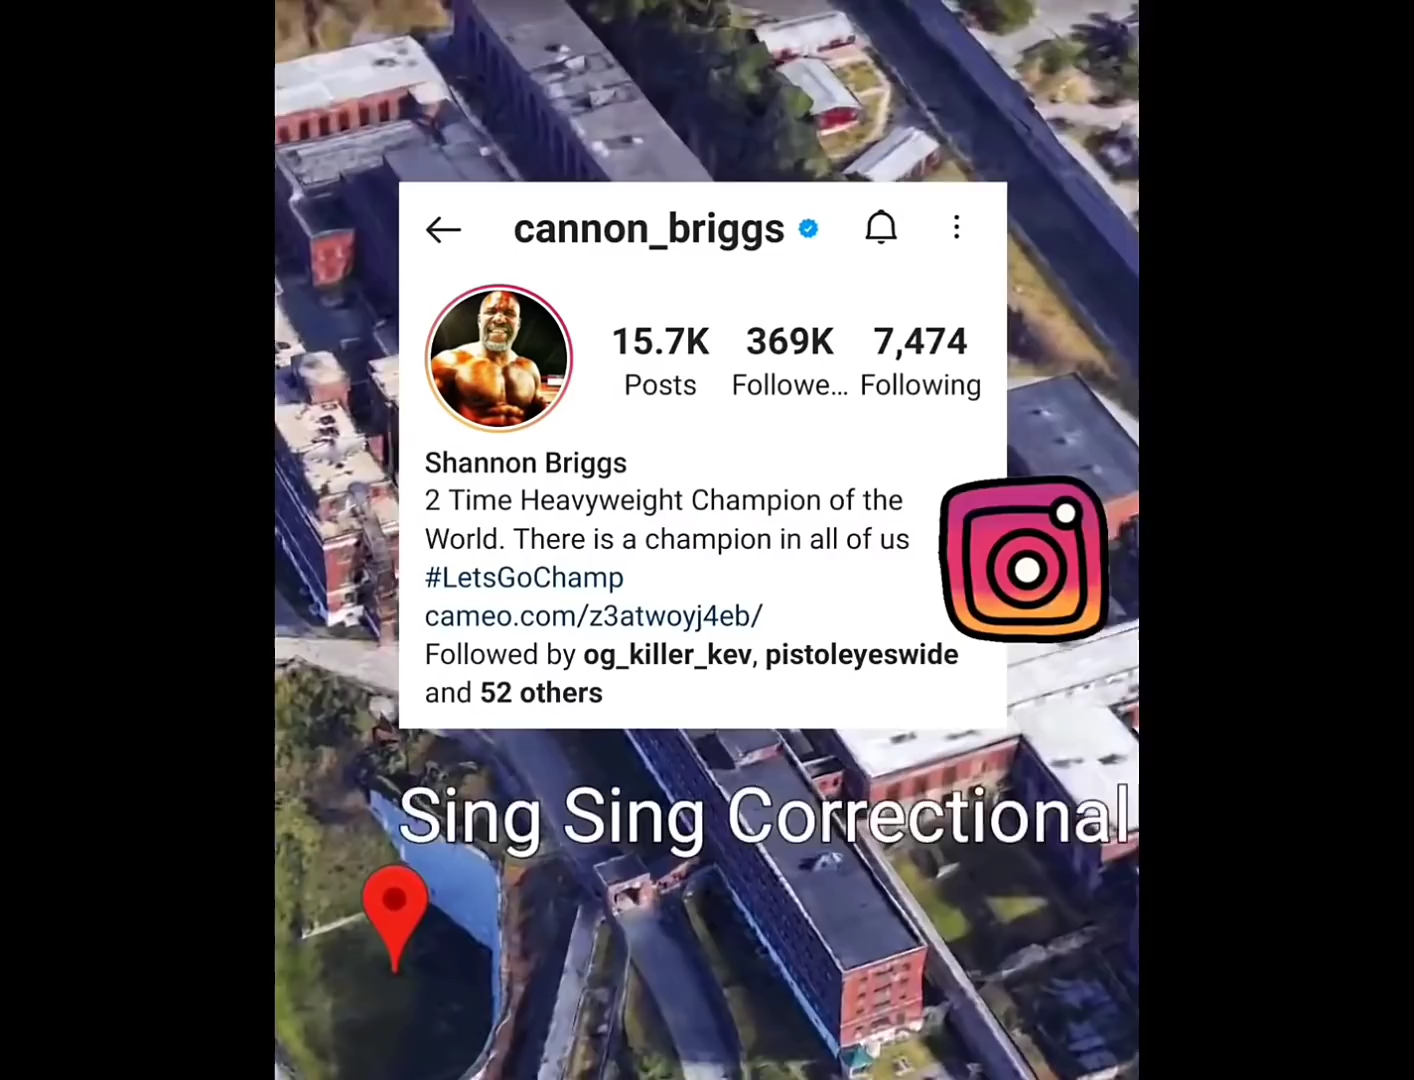 cannon_briggs
15.7K 369K 7,474
Posts Followe... Following
Shannon Briggs
2 Time Heavyweight Champion of the
World. There is a champion in all of us
#LetsGoChamp
cameo.com/z3atwoyj4eb/
Followed by og_killer_kev, pistoleyeswide
and 52 others
Sing Sing Correctional